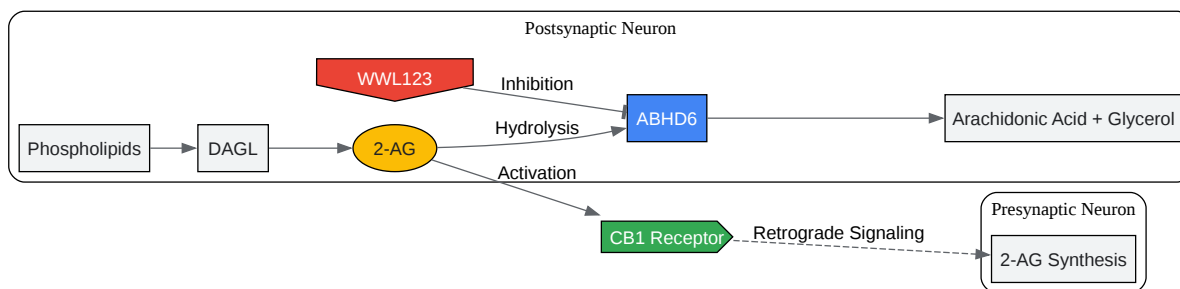 Postsynaptic Neuron
WWL123
Inhibition
ABHD6
Arachidonic Acid + Glycerol
Hydrolysis
Phospholipids
DAGL
2-AG
Activation
CB1 Receptor
Retrograde Signaling
Presynaptic Neuron
2-AG Synthesis